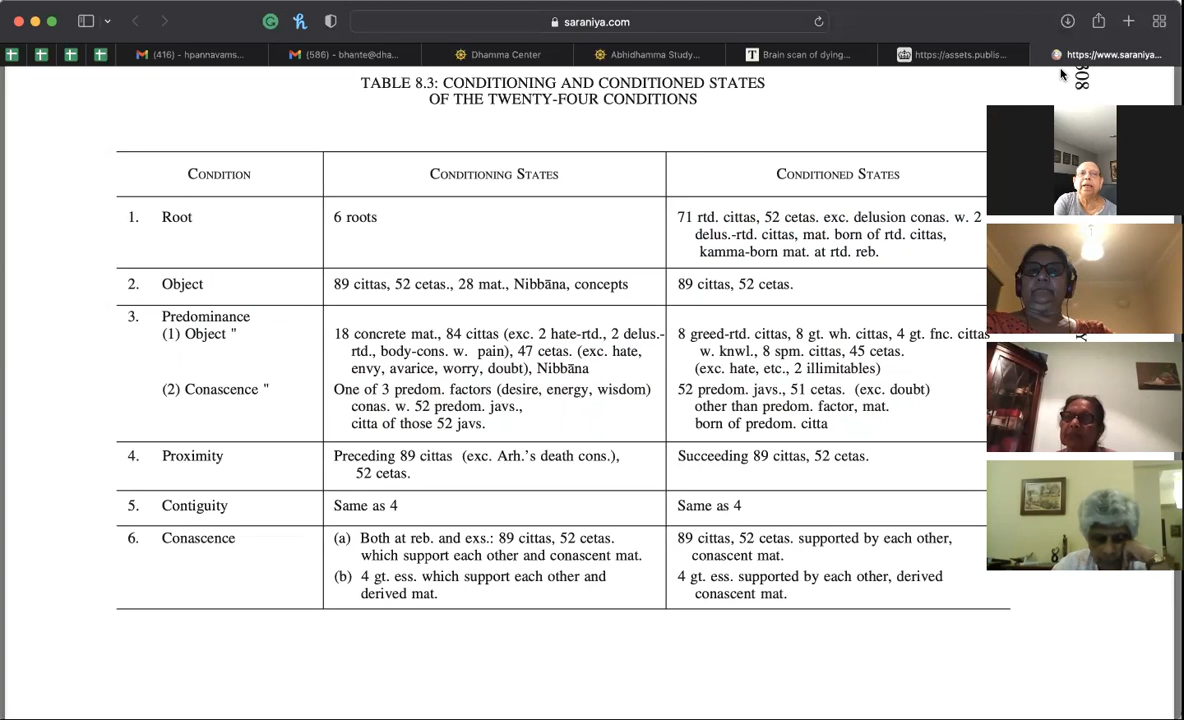 saraniya.com
(416) - hpannavams...
(586) - bhante@dha...
Dhamma Center
Abhidhamma Study...
T Brain scan of dying...
https://assets.publis...
https://www.saraniya...
308
TABLE 8.3: CONDITIONING AND CONDITIONED STATES
OF THE TWENTY-FOUR CONDITIONS
CONDITION CONDITIONING STATES CONDITIONED STATES
1. Root 6 roots 71 rtd. cittas, 52 cetas. exc. delusion conas. w. 2
delus.-rtd. cittas, mat. born of rtd. cittas,
kamma-born mat. at rtd. reb.
2. Object 89 cittas, 52 cetas., 28 mat., Nibbāna, concepts 89 cittas, 52 cetas.
3. Predominance
(1) Object " 18 concrete mat., 84 cittas (exc. 2 hate-rtd., 2 delus.- 8 greed-rtd. cittas, 8 gt. wh. cittas, 4 gt. fnc. cittas
rtd., body-cons. w. pain), 47 cetas. (exc. hate, w. knwl., 8 spm. cittas, 45 cetas.
envy, avarice, worry, doubt), Nibbāna (exc. hate, etc., 2 illimitables)
(2) Conascence " One of 3 predom. factors (desire, energy, wisdom) 52 predom. javs., 51 cetas. (exc. doubt)
conas. w. 52 predom. javs., other than predom. factor, mat.
citta of those 52 javs. born of predom. citta
4. Proximity Preceding 89 cittas (exc. Arh.'s death cons.), Succeeding 89 cittas, 52 cetas.
52 cetas.
5. Contiguity Same as 4 Same as 4
6. Conascence (a) Both at reb. and exs.: 89 cittas, 52 cetas. 89 cittas, 52 cetas. supported by each other,
which support each other and conascent mat. conascent mat.
(b) 4 gt. ess. which support each other and 4 gt. ess. supported by each other, derived
derived mat. conascent mat.